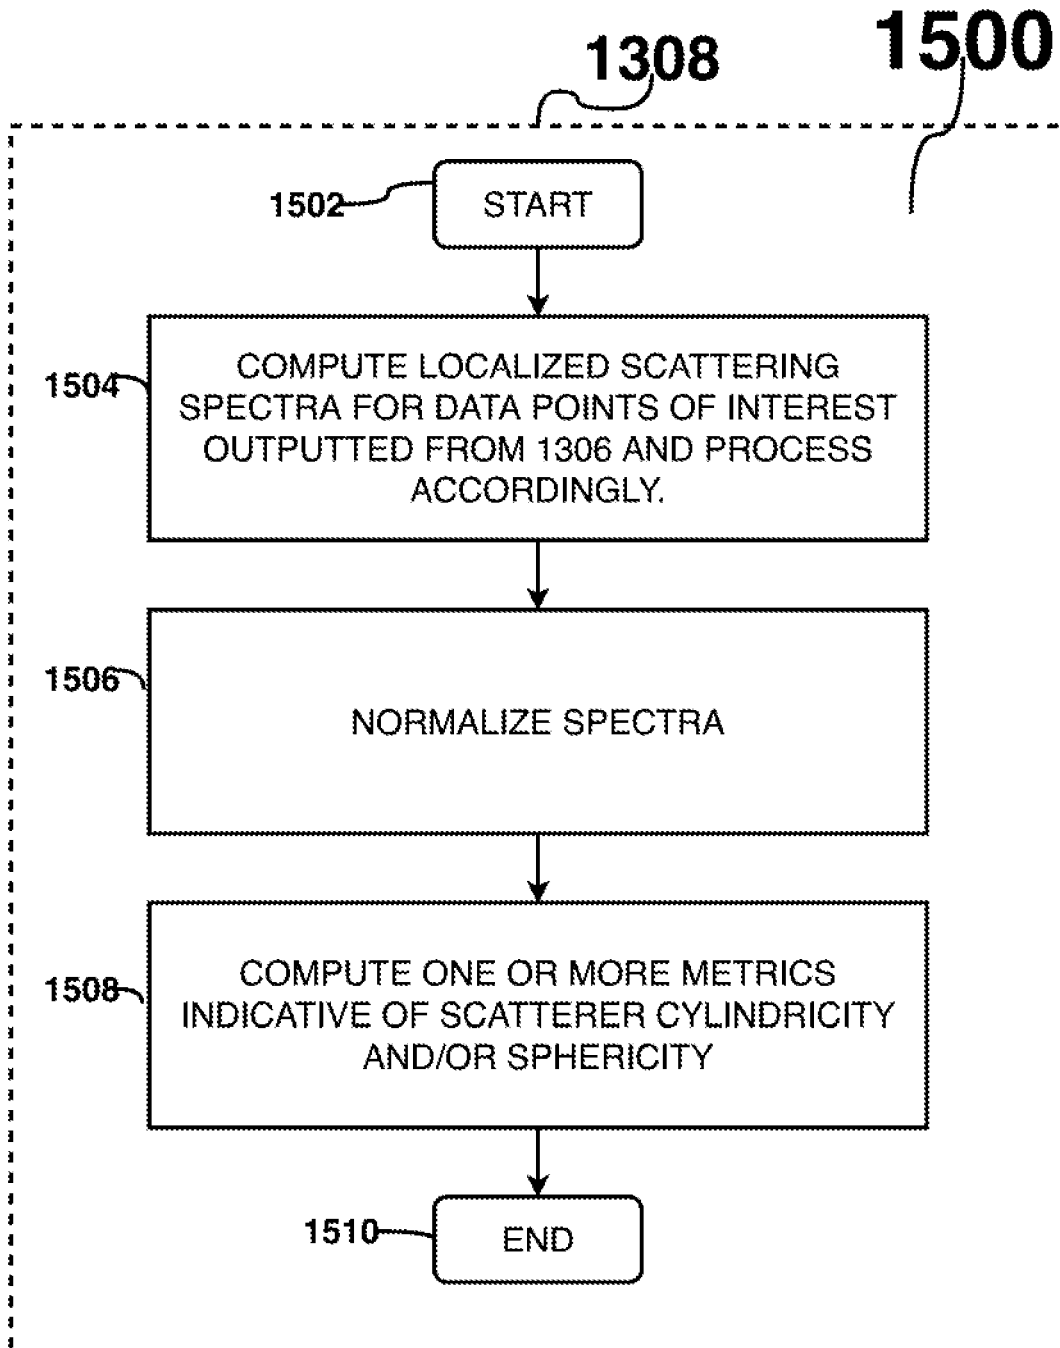 1500
1308
1502
START
1504
COMPUTE LOCALIZED SCATTERING
SPECTRA FOR DATA POINTS OF INTEREST
OUTPUTTED FROM 1306 AND PROCESS
ACCORDINGLY.
1506
NORMALIZE SPECTRA
1508
COMPUTE ONE OR MORE METRICS
INDICATIVE OF SCATTERER CYLINDRICITY
AND/OR SPHERICITY
1510
END